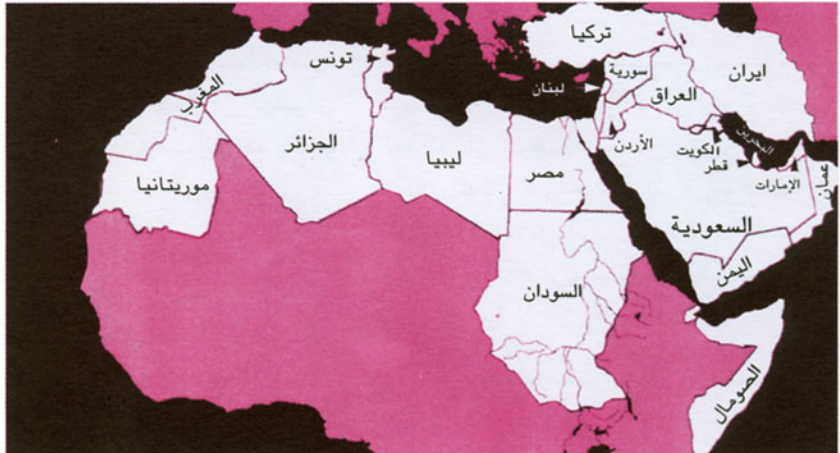 تركيا
تونس
ايران
سورية
المغرب
لبنان
العراق
الجزائر
الأردن
الكويت
البحرين
ليبيا
مصر
قطر
موريتانيا
الإمارات
عمان
السعودية
اليمن
السودان
الصومال